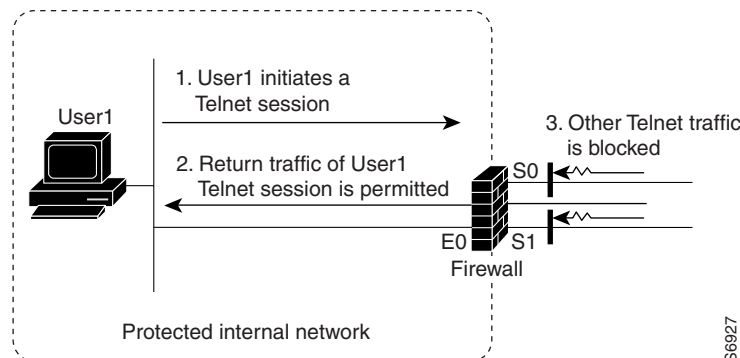 1. User1 initiates a
Telnet session
User1
2. Return traffic of User1
Telnet session is permitted
3. Other Telnet traffic
is blocked
S0
E0
S1
Firewall
Protected internal network